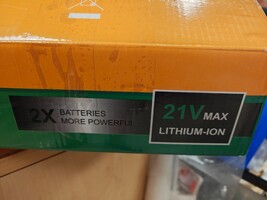 2X BATTERIES
MORE POWERFUL
21V MAX
LITHIUM-ION